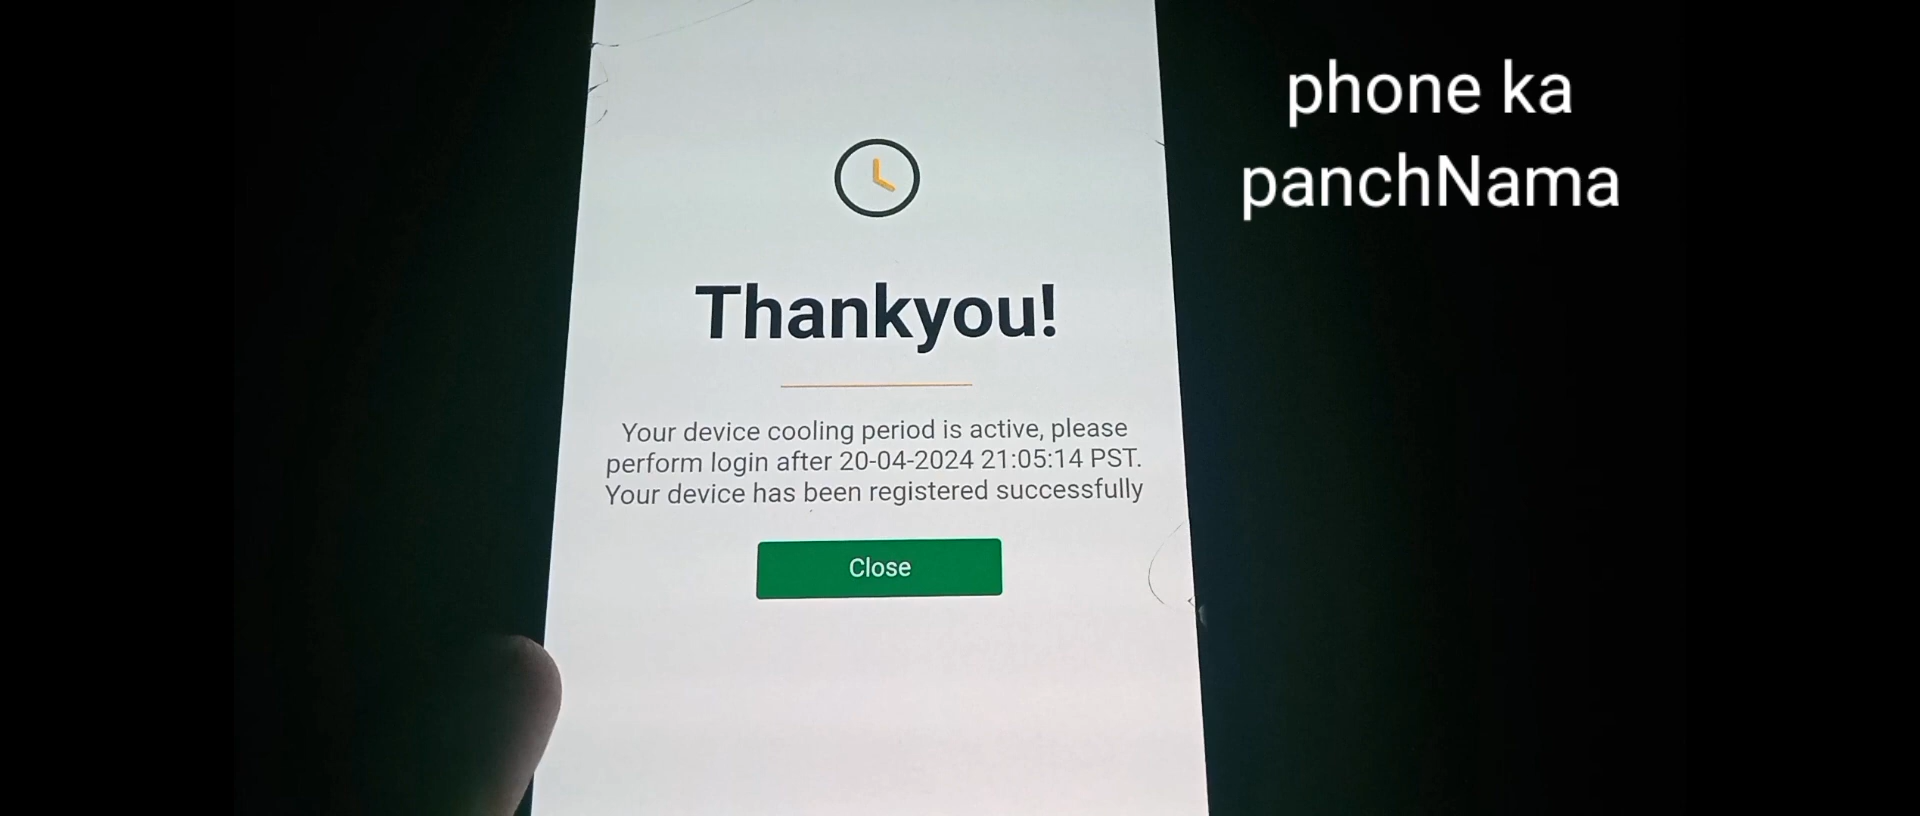 phone ka
panchNama
Thankyou!
Your device cooling period is active, please
perform login after 20-04-2024 21:05:14 PST.
Your device has been registered successfully
Close